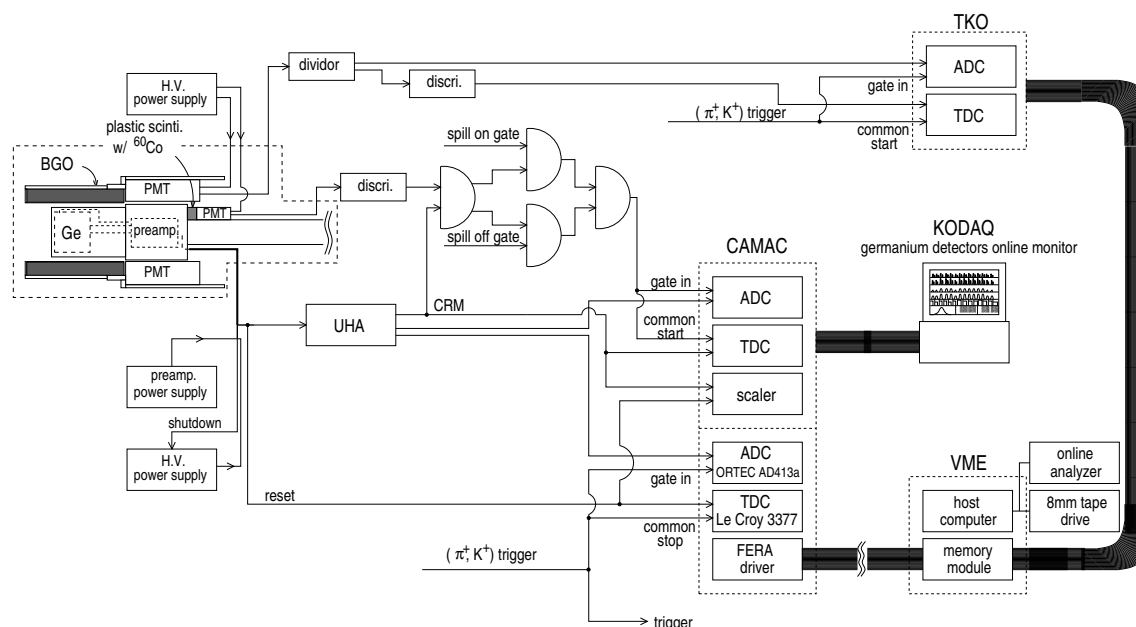 TKO
dividor
ADC
H.V.
power supply
discri.
gate in
plastic scinti.
w/ 60Co
( π+, K+) trigger
TDC
common
start
spill on gate
BGO
PMT
discri.
PMT
Ge
preamp.
KODAQ
germanium detectors online monitor
CAMAC
spill off gate
PMT
gate in
ADC
CRM
UHA
common
start
TDC
preamp.
power supply
scaler
shutdown
H.V.
power supply
ADC
ORTEC AD413a
gate in
VME
online
analyzer
reset
TDC
Le Croy 3377
host
computer
8mm tape
drive
common
stop
( π+, K+) trigger
FERA
driver
memory
module
trigger